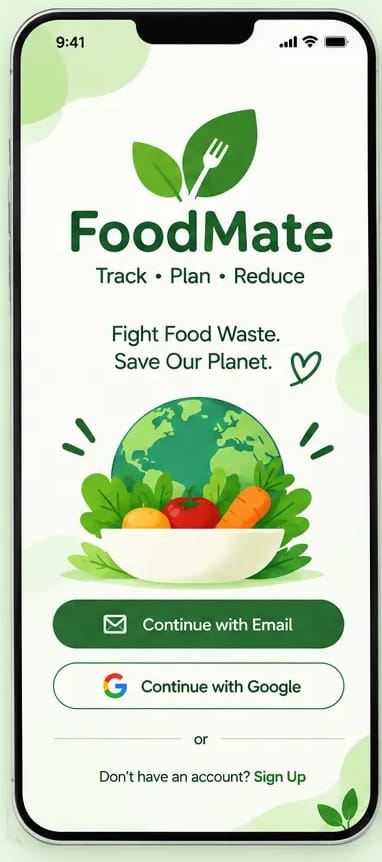 9:41
FoodMate
Track • Plan • Reduce
Fight Food Waste.
Save Our Planet.
Continue with Email
Continue with Google
or
Don't have an account? Sign Up